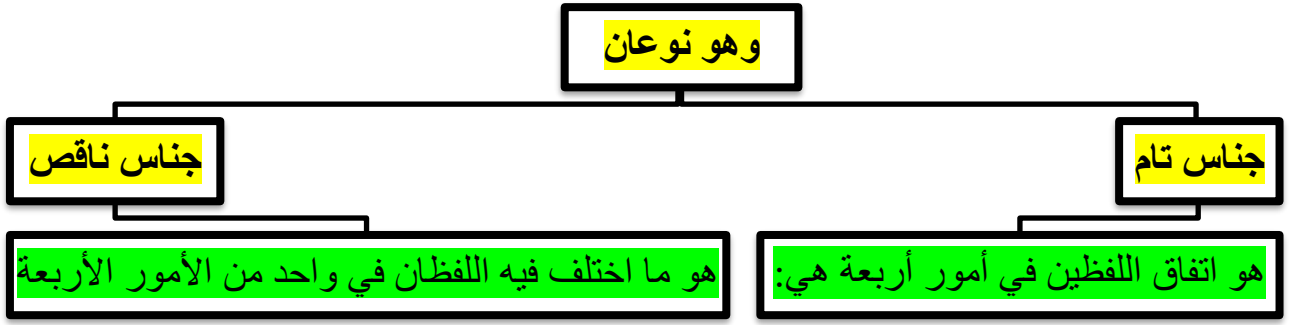 وهو نوعان
جناس تام
جناس ناقص
هو اتفاق اللفظين في أمور أربعة هي:
هو ما اختلف فيه اللفظان في واحد من الأمور الأربعة